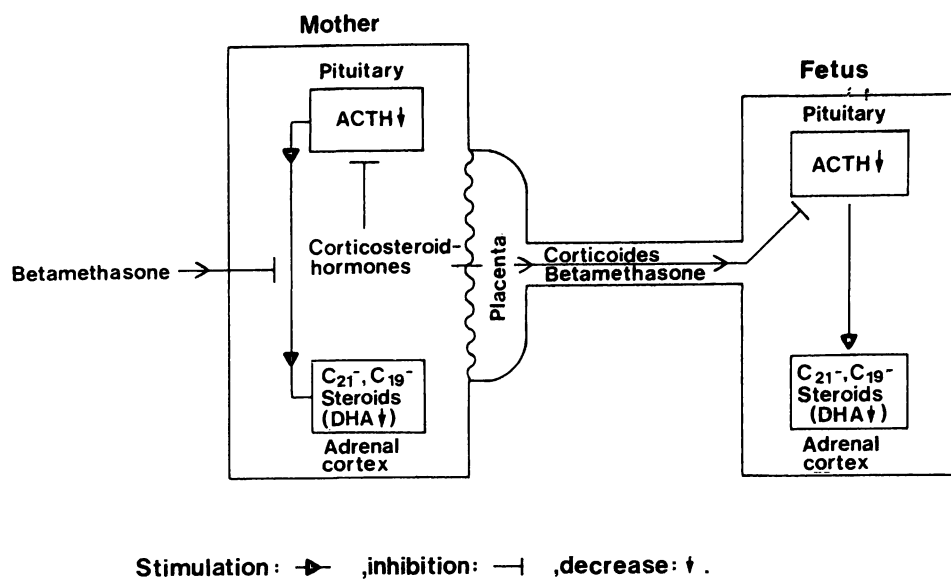 Mother
Pituitary
ACTH↓
Corticosteroid-
hormones
Betamethasone
C₂₁-, C₁₉-
Steroids
(DHA↓)
Adrenal
cortex
Placenta
Corticoides
Betamethasone
Fetus
Pituitary
ACTH↓
C₂₁-, C₁₉-
Steroids
(DHA↓)
Adrenal
cortex
Stimulation: ,inhibition: ⊣ ,decrease: ↓ .